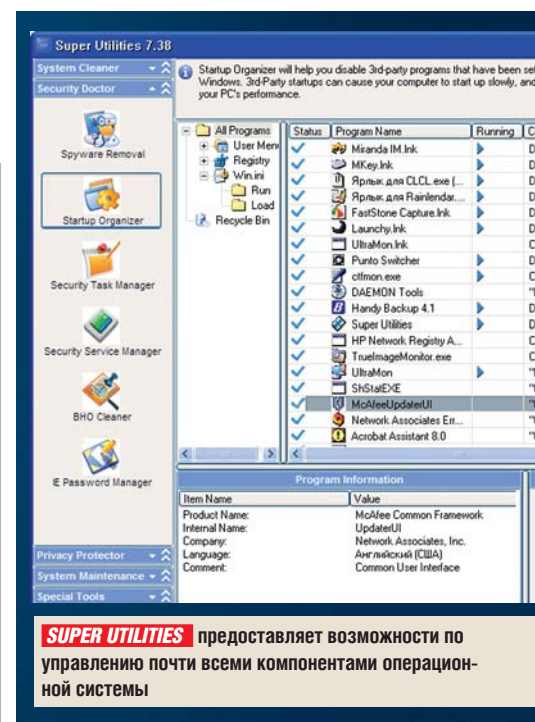 Super Utilities 7.38
System Cleaner
Security Doctor
Spyware Removal
Startup Organizer
Security Task Manager
Security Service Manager
BHO Cleaner
IE Password Manager
Privacy Protector
System Maintenance
Special Tools
Startup Organizer will help you disable 3rd-party programs that have been set
Windows. 3rd-Party startups can cause your computer to start up slowly, and
your PC's performance.
All Programs
User Men
Registry
Win.ini
Run
Load
Recycle Bin
Status Program Name Running C
Miranda IM.lnk D
MKey.lnk D
Ярлык для CLCL.exe (... D
Ярлык для Rainlendar.... D
FastStone Capture.lnk D
Launchy.lnk D
UltraMon.lnk C
Punto Switcher D
ctfmon.exe C
DAEMON Tools "
Handy Backup 4.1 D
Super Utilities D
HP Network Registry A... C
TrueImageMonitor.exe C
UltraMon "
ShStatEXE "
McAfeeUpdaterUI "
Network Associates Err... "
Acrobat Assistant 8.0 "
Program Information
Item Name Value
Product Name: McAfee Common Framework
Internal Name: UpdaterUI
Company: Network Associates, Inc.
Language: Английский (США)
Comment: Common User Interface
SUPER UTILITIES предоставляет возможности по
управлению почти всеми компонентами операцион-
ной системы